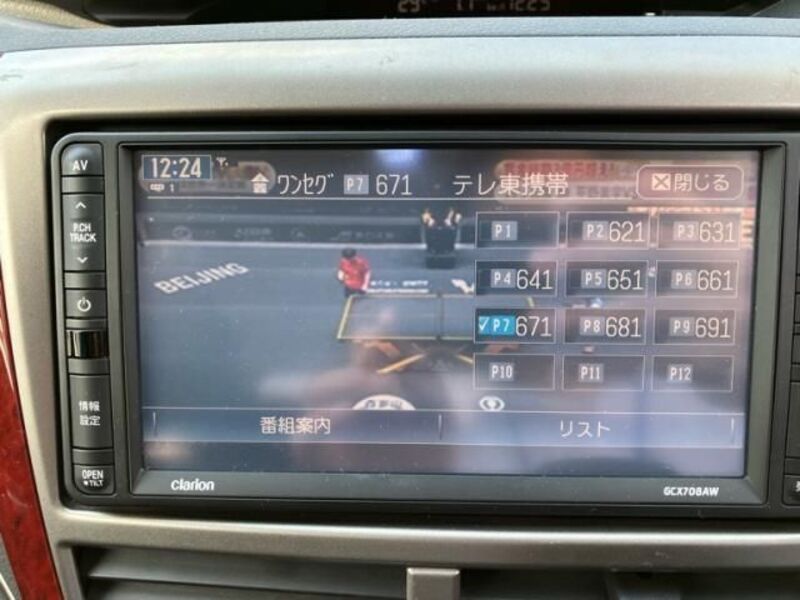 12:24 ワンセグ P7 671 テレ東携帯 閉じる
1
AV
P.CH
TRACK
P1 P2 621 P3 631
P4 641 P5 651 P6 661
P7 671 P8 681 P9 691
P10 P11 P12
BEIJING
情報
設定
番組案内 リスト
OPEN
TILT
clarion GCX708AW